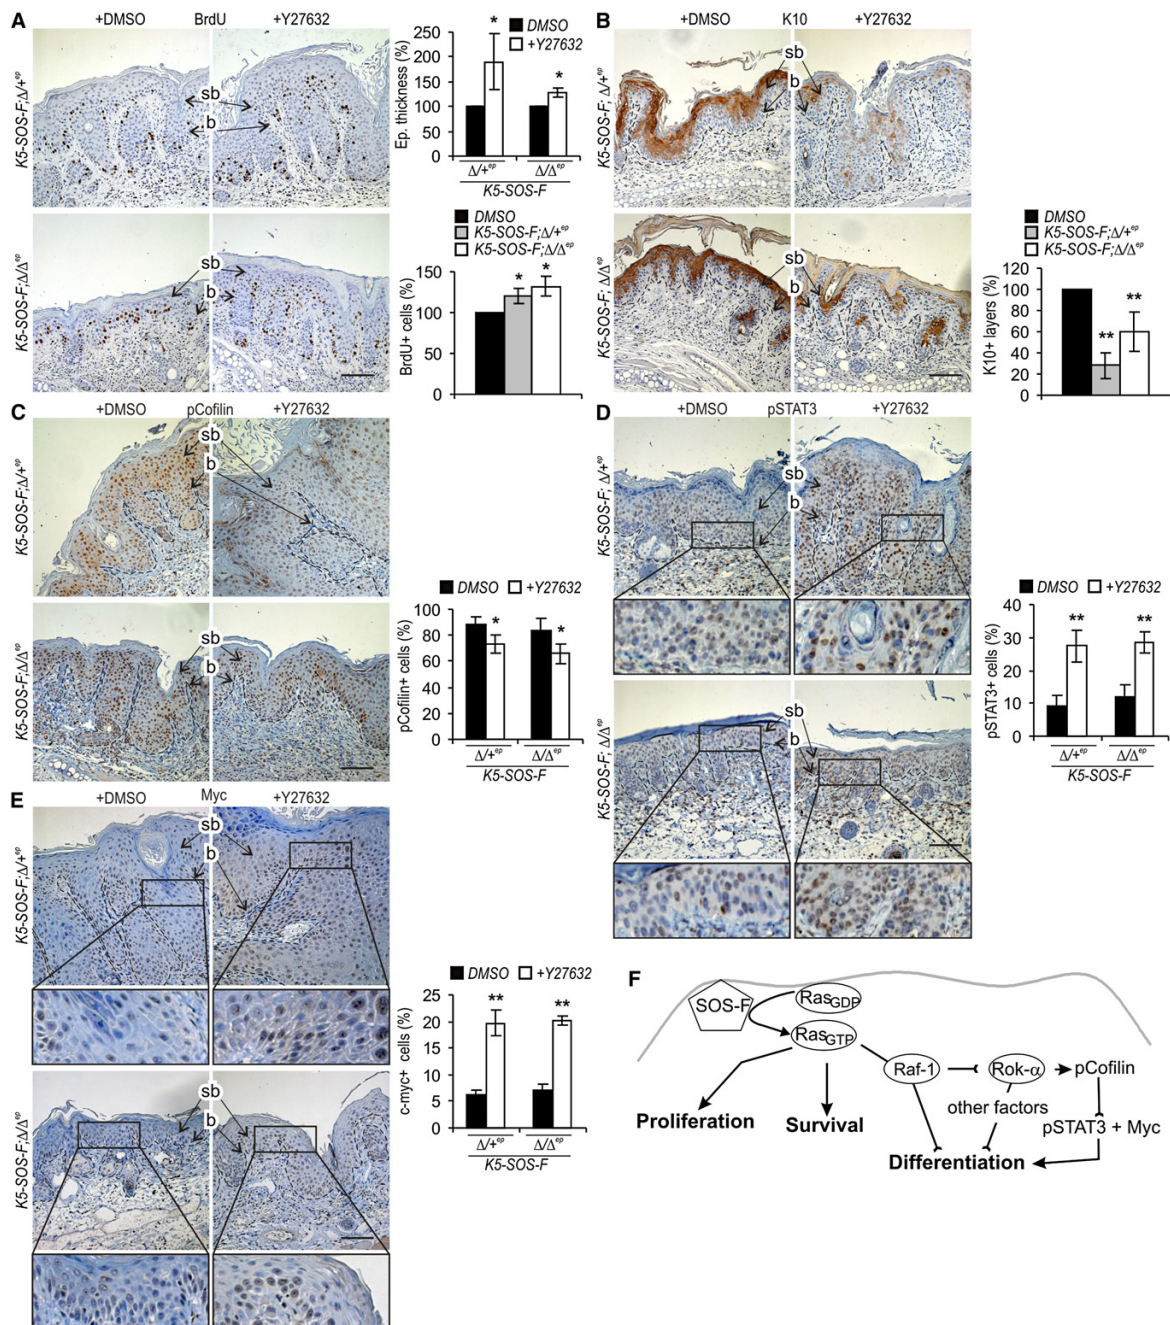 A
+DMSO BrdU +Y27632
K5-SOS-F;Δ/+ep
sb
b
K5-SOS-F;Δ/Δep
sb
b
DMSO
+Y27632
Ep. thickness (%)
250
200
150
100
50
0
* *
Δ/+ep Δ/Δep
K5-SOS-F
DMSO
K5-SOS-F;Δ/+ep
K5-SOS-F;Δ/Δep
BrdU+ cells (%)
150
100
50
0
* *
B
+DMSO K10 +Y27632
K5-SOS-F;Δ/+ep
sb
b
K5-SOS-F; Δ/Δep
sb
b
DMSO
K5-SOS-F;Δ/+ep
K5-SOS-F;Δ/Δep
K10+ layers (%)
120
100
80
60
40
20
0
** **
C
+DMSO pCofilin +Y27632
K5-SOS-F;Δ/+ep
sb
b
K5-SOS-F;Δ/Δep
sb
b
DMSO +Y27632
pCofilin+ cells (%)
100
80
60
40
20
0
* *
Δ/+ep Δ/Δep
K5-SOS-F
D
+DMSO pSTAT3 +Y27632
K5-SOS-F; Δ/+ep
sb
b
K5-SOS-F; Δ/Δep
sb
b
DMSO +Y27632
pSTAT3+ cells (%)
40
30
20
10
0
** **
Δ/+ep Δ/Δep
K5-SOS-F
E
+DMSO Myc +Y27632
K5-SOS-F;Δ/+ep
sb
b
K5-SOS-F;Δ/Δep
sb
b
DMSO +Y27632
c-myc+ cells (%)
25
20
15
10
5
0
** **
Δ/+ep Δ/Δep
K5-SOS-F
F
SOS-F RasGDP
RasGTP
Raf-1 Rok-α pCofilin
other factors
pSTAT3 + Myc
Proliferation Survival
Differentiation